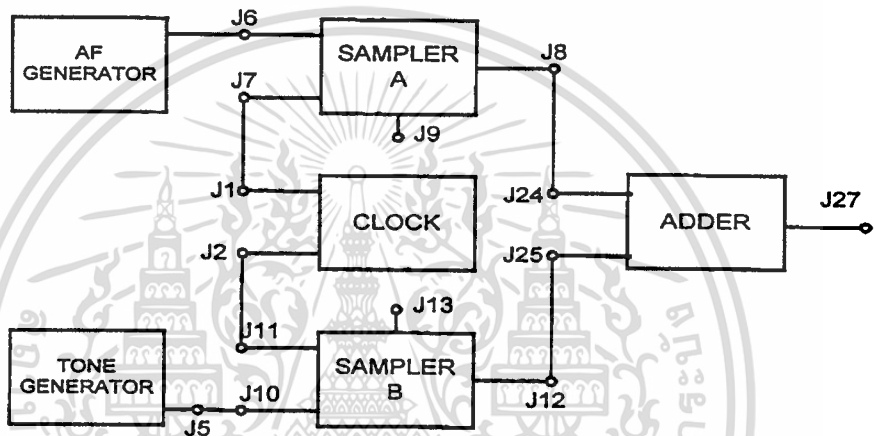 J6
AF
GENERATOR
SAMPLER
A
J8
J7
J9
J1
CLOCK
J24
ADDER
J27
J2
J25
J13
J11
TONE
GENERATOR
SAMPLER
B
J10
J12
J5